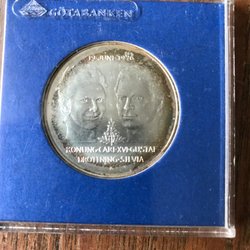 GÖTABANKEN
19 JUNI 1976
KONUNG·CARL·XVI·GUSTAF
DROTTNING·SILVIA